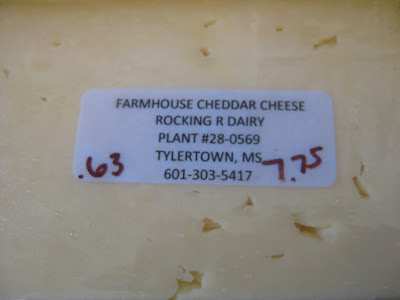 FARMHOUSE CHEDDAR CHEESE
ROCKING R DAIRY
PLANT #28-0569
TYLERTOWN, MS
.63 601-303-5417 7.75